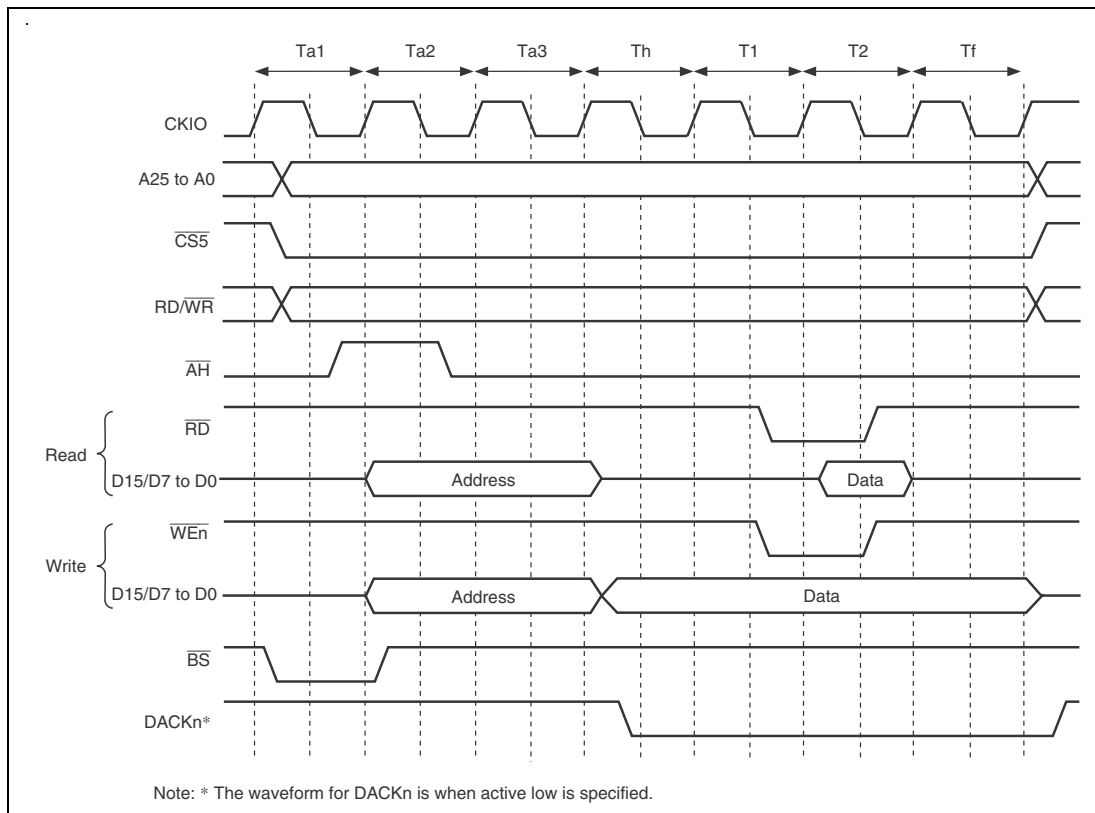 Ta1 Ta2 Ta3 Th T1 T2 Tf
CKIO
A25 to A0
CS5
RD/WR
AH
RD
Read
D15/D7 to D0 Address Data
WEn
Write
D15/D7 to D0 Address Data
BS
DACKn*
Note: * The waveform for DACKn is when active low is specified.